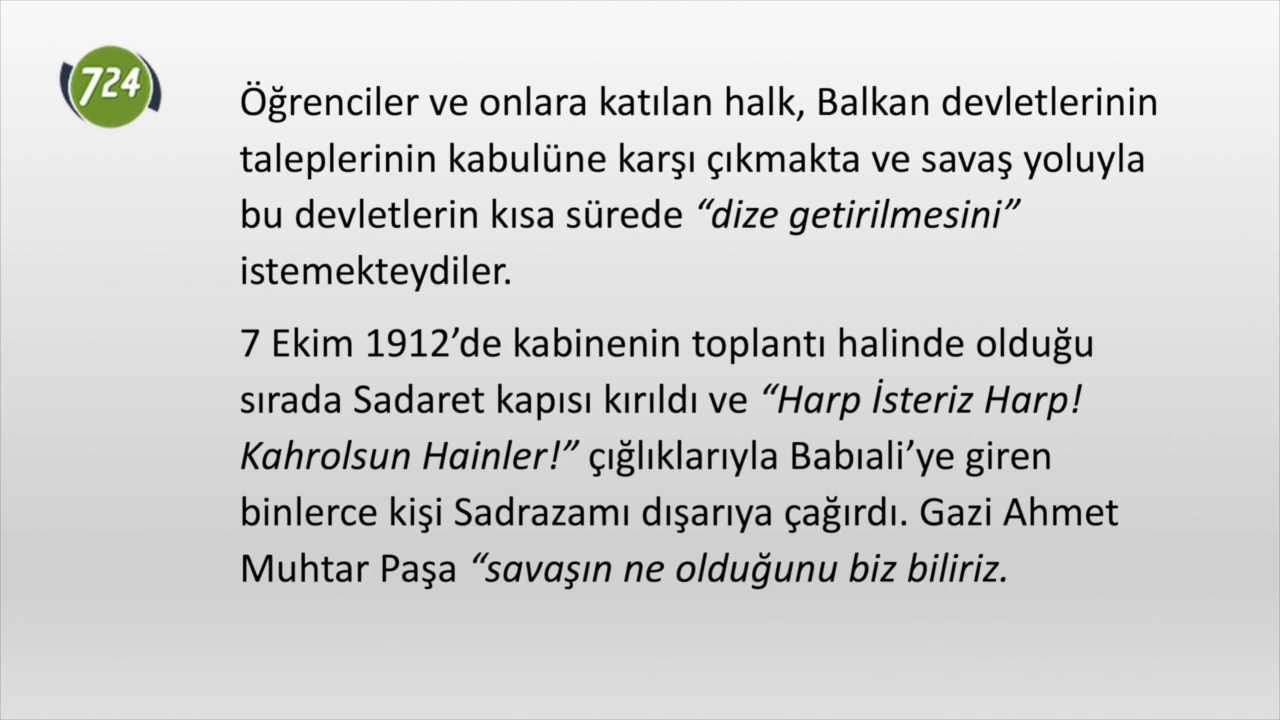 724
Öğrenciler ve onlara katılan halk, Balkan devletlerinin
taleplerinin kabulüne karşı çıkmakta ve savaş yoluyla
bu devletlerin kısa sürede “dize getirilmesini”
istemekteydiler.
7 Ekim 1912’de kabinenin toplantı halinde olduğu
sırada Sadaret kapısı kırıldı ve “Harp İsteriz Harp!
Kahrolsun Hainler!” çığlıklarıyla Babıali’ye giren
binlerce kişi Sadrazamı dışarıya çağırdı. Gazi Ahmet
Muhtar Paşa “savaşın ne olduğunu biz biliriz.